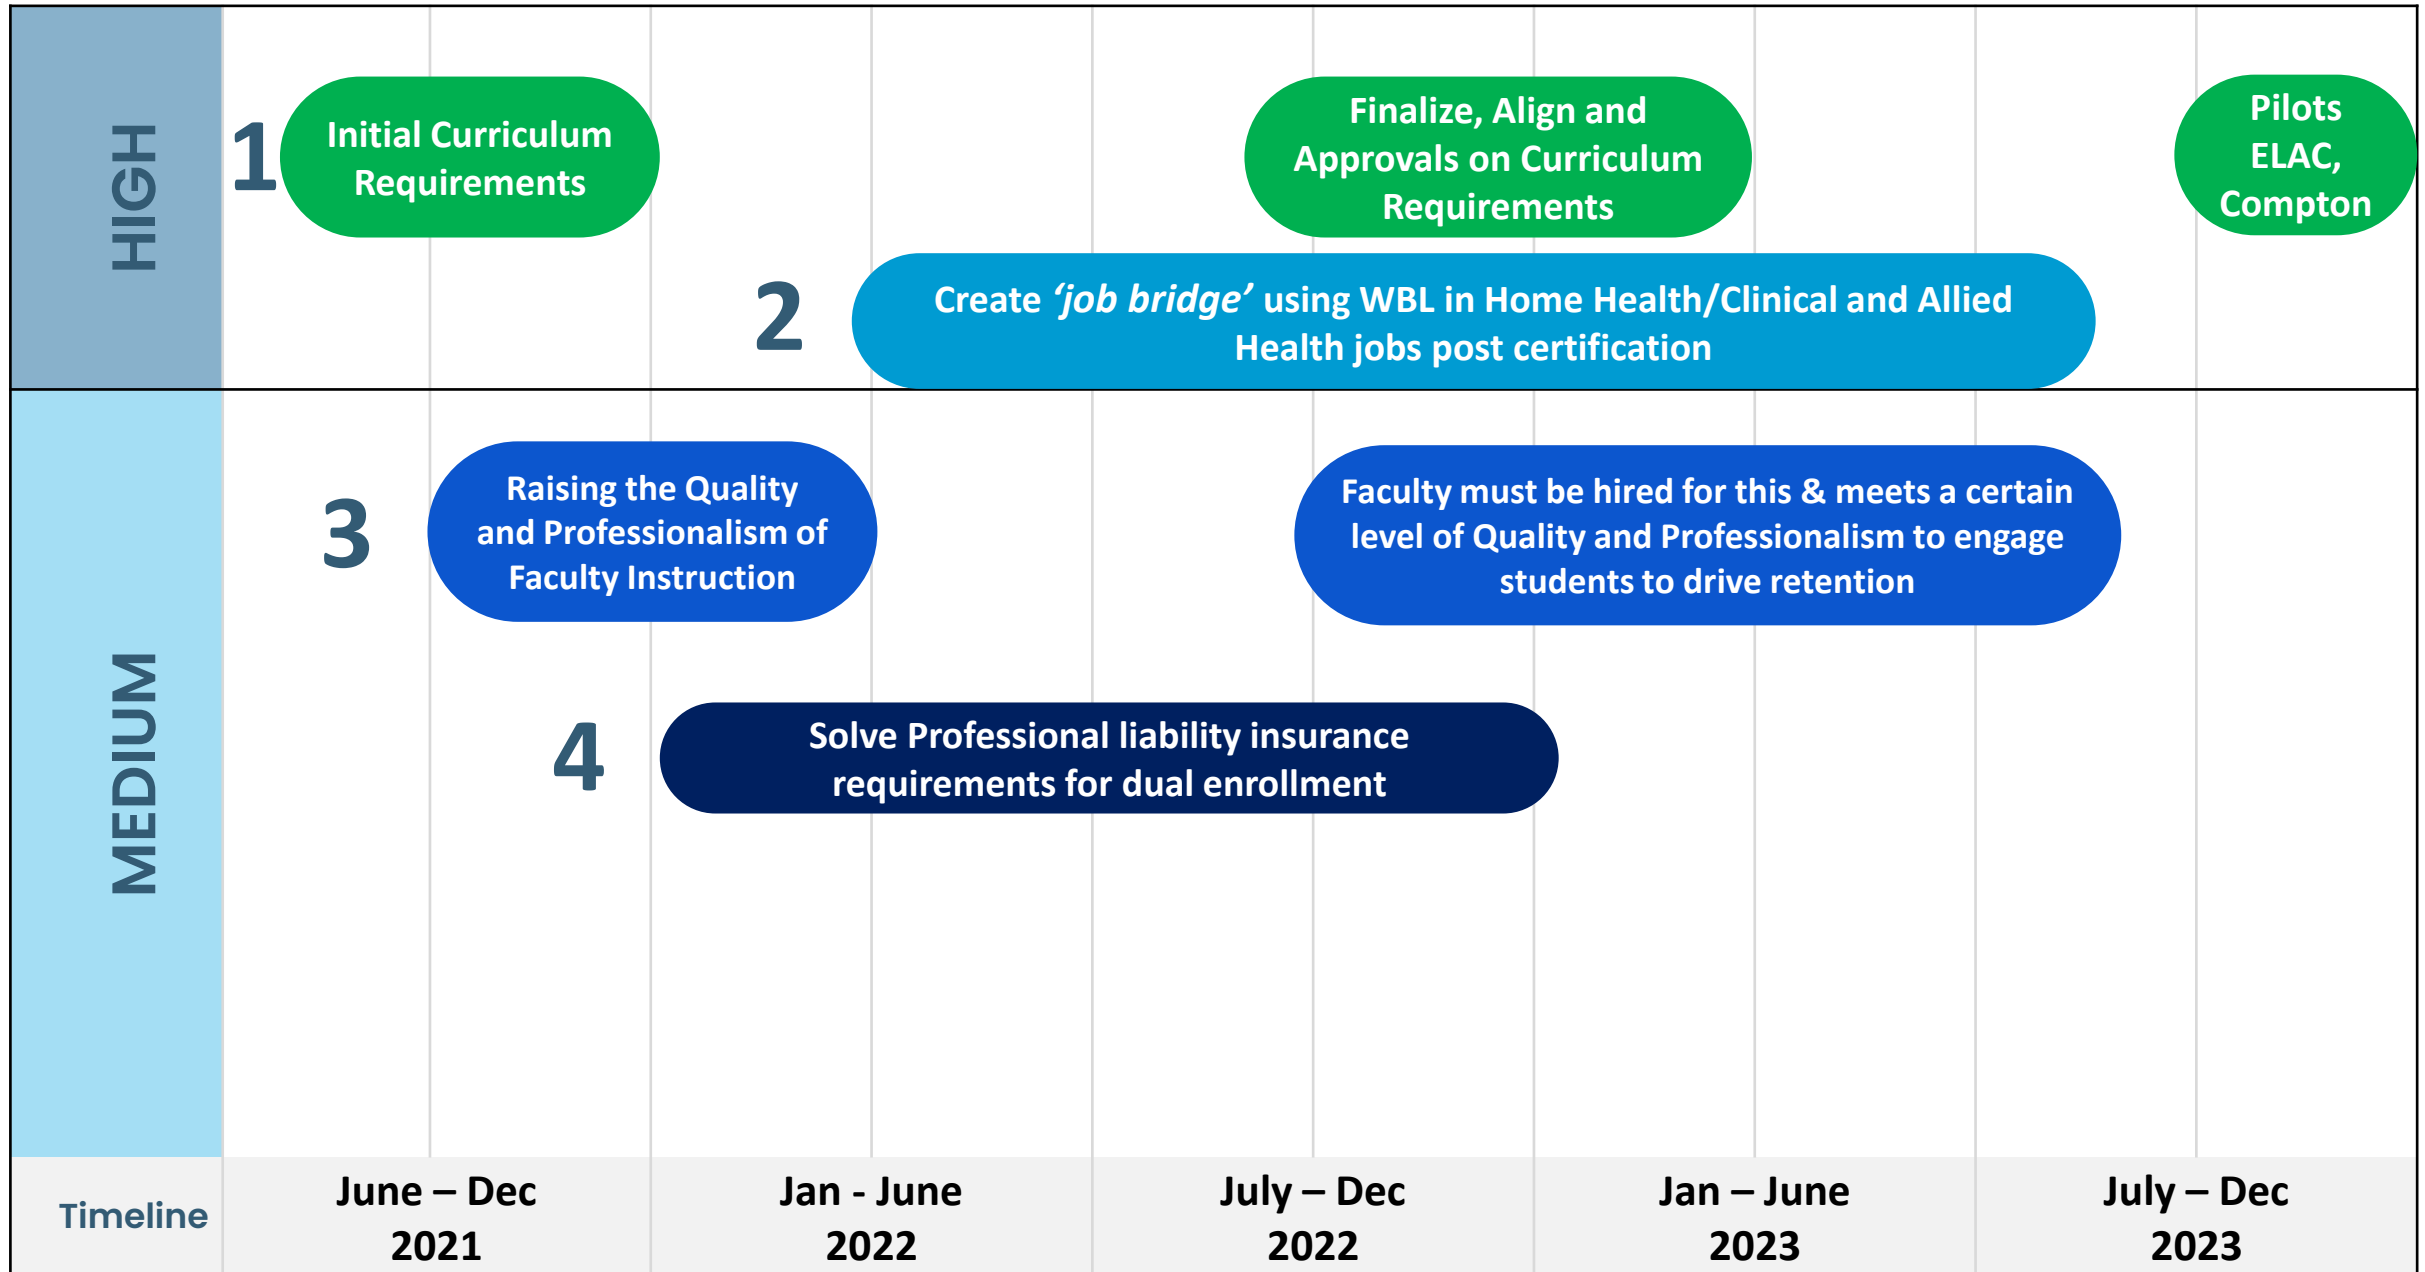 HIGH
1
Initial Curriculum
Requirements
Finalize, Align and
Approvals on Curriculum
Requirements
Pilots
ELAC,
Compton
2
Create ‘job bridge’ using WBL in Home Health/Clinical and Allied
Health jobs post certification
MEDIUM
3
Raising the Quality
and Professionalism of
Faculty Instruction
Faculty must be hired for this & meets a certain
level of Quality and Professionalism to engage
students to drive retention
4
Solve Professional liability insurance
requirements for dual enrollment
Timeline
June – Dec
2021
Jan - June
2022
July – Dec
2022
Jan – June
2023
July – Dec
2023